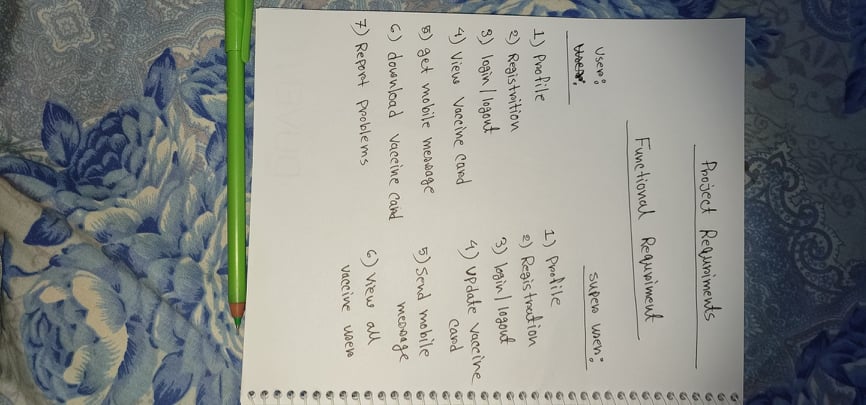 Project Requriments
Functional Requriment
User:
1) Profile
2) Registrition
3) login/logout
4) View Vaccine card
5) get mobile message
6) download vaccine card
7) Report Problems
super user:
1) Profile
2) Registration
3) login/logout
4) update vaccine
card
5) Send mobile
message
6) view all
vaccine user